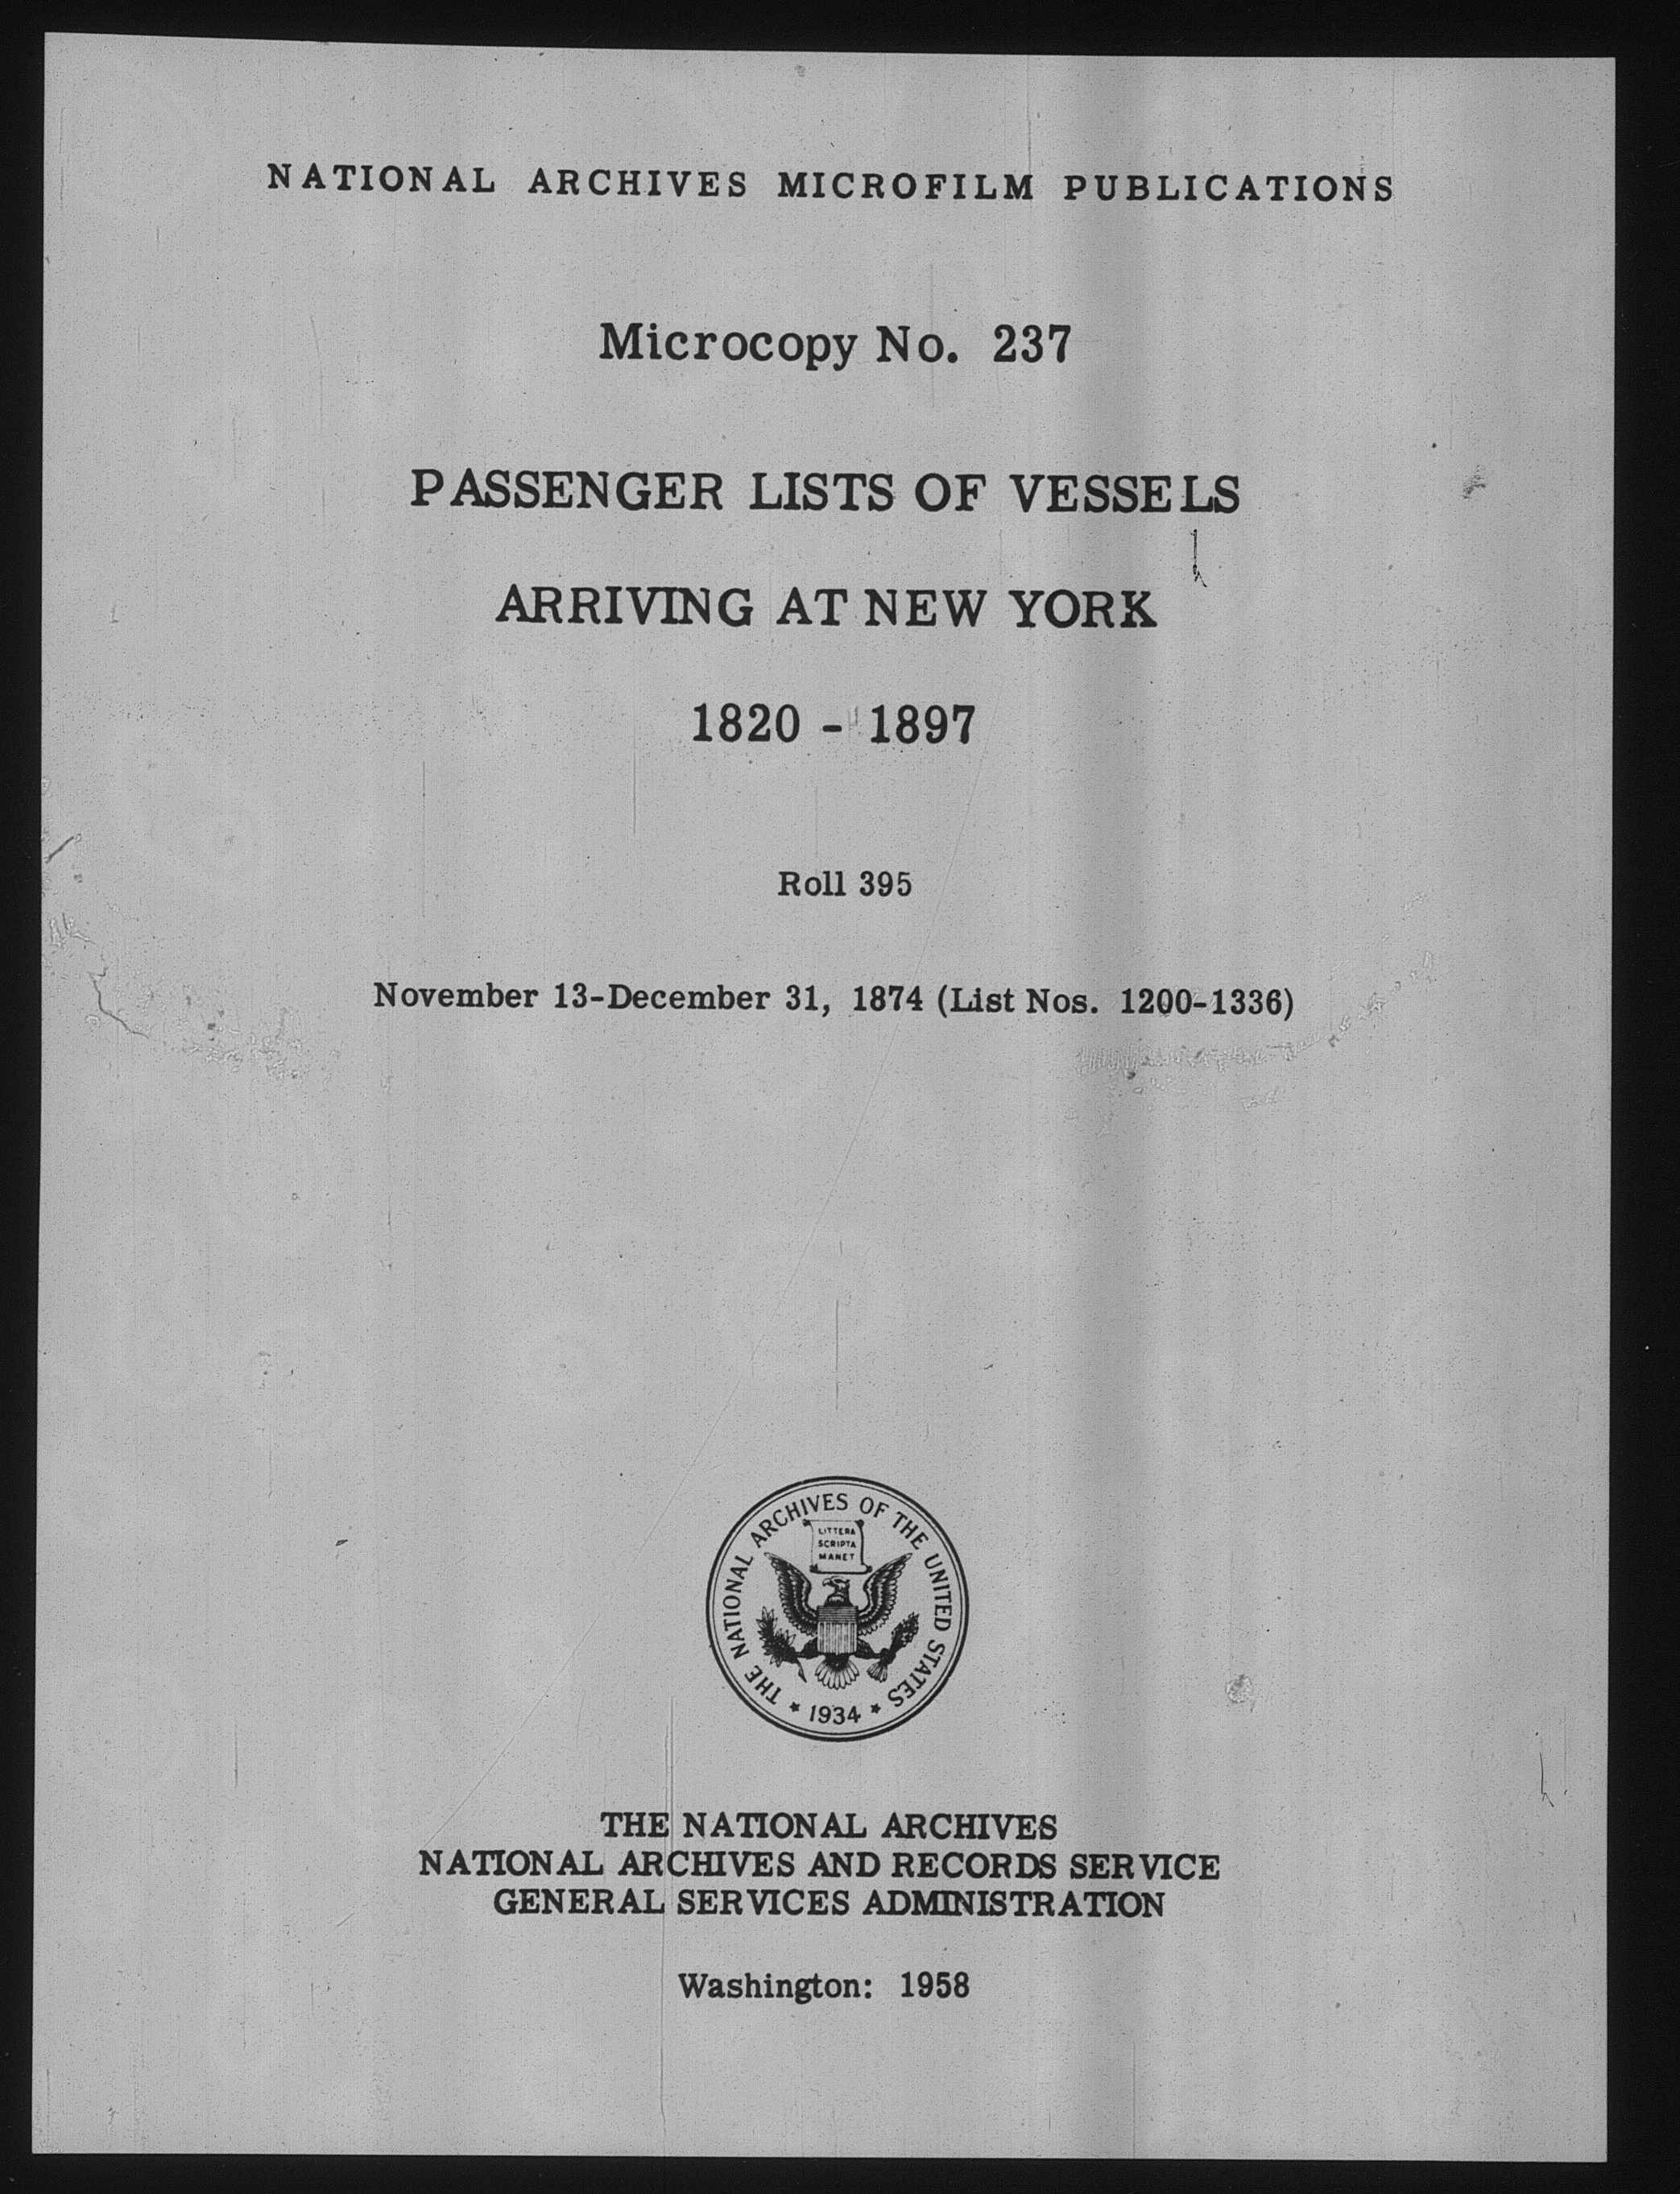 NATIONAL ARCHIVES MICROFILM PUBLICATIONS
Microcopy No. 237
PASSENGER LISTS OF VESSELS
ARRIVING AT NEW YORK
1820 - 1897
Roll 395
November 13-December 31, 1874 (List Nos. 1200-1336)
THE NATIONAL ARCHIVES OF THE UNITED STATES
LITTERA
SCRIPTA
MANET
* 1934 *
THE NATIONAL ARCHIVES
NATIONAL ARCHIVES AND RECORDS SERVICE
GENERAL SERVICES ADMINISTRATION
Washington: 1958